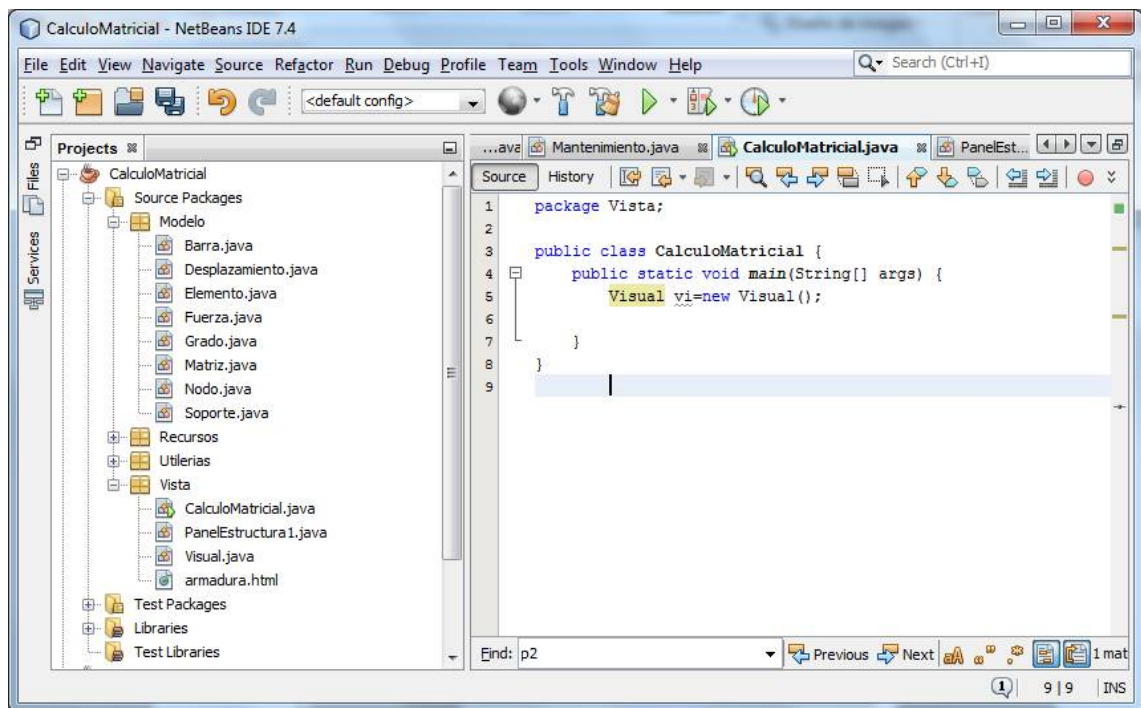 CalculoMatricial - NetBeans IDE 7.4
File Edit View Navigate Source Refactor Run Debug Profile Team Tools Window Help
Search (Ctrl+I)
<default config>
Files
Services
Projects
CalculoMatricial
Source Packages
Modelo
Barra.java
Desplazamiento.java
Elemento.java
Fuerza.java
Grado.java
Matriz.java
Nodo.java
Soporte.java
Recursos
Utilerias
Vista
CalculoMatricial.java
PanelEstructura1.java
Visual.java
armadura.html
Test Packages
Libraries
Test Libraries
...ava Mantenimiento.java CalculoMatricial.java PanelEst...
Source History
1 package Vista;
2
3 public class CalculoMatricial {
4 public static void main(String[] args) {
5 Visual vi=new Visual();
6
7 }
8 }
9
Find: p2 Previous Next aA 1 mat
1 9|9 INS